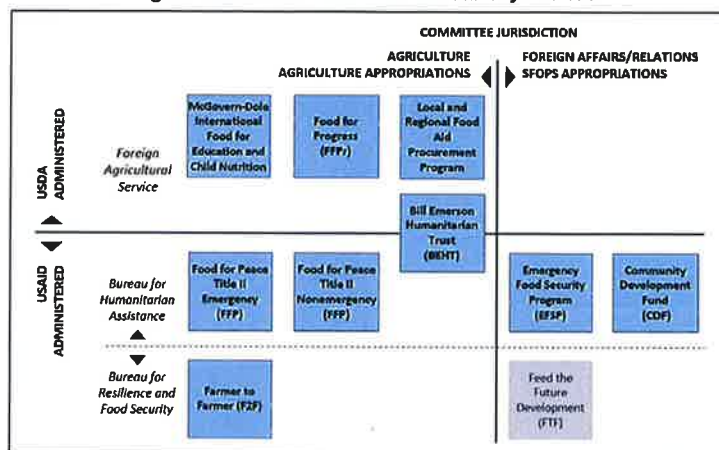 COMMITTEE JURISDICTION
AGRICULTURE
AGRICULTURE APPROPRIATIONS
FOREIGN AFFAIRS/RELATIONS
SFOPS APPROPRIATIONS
USDA
ADMINISTERED
Foreign
Agricultural
Service
McGovern-Dole
International
Food for
Education and
Child Nutrition
Food for
Progress
(FFPr)
Local and
Regional Food
Aid
Procurement
Program
Bill Emerson
Humanitarian
Trust
(BEHT)
USAID
ADMINISTERED
Bureau for
Humanitarian
Assistance
Food for Peace
Title II
Emergency
(FFP)
Food for Peace
Title II
Nonemergency
(FFP)
Emergency
Food Security
Program
(EFSP)
Community
Development
Fund
(CDF)
Bureau for
Resilience and
Food Security
Farmer to
Farmer (F2F)
Feed the
Future
Development
(FTF)